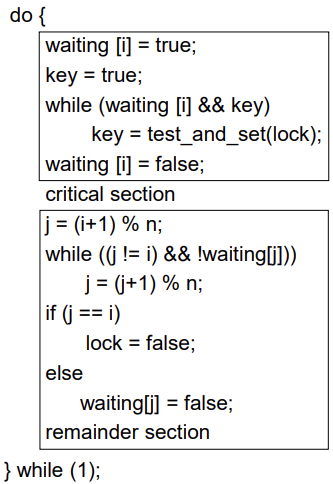 do {
waiting [i] = true;
key = true;
while (waiting [i] && key)
key = test_and_set(lock);
waiting [i] = false;
critical section
j = (i+1) % n;
while ((j != i) && !waiting[j]))
j = (j+1) % n;
if (j == i)
lock = false;
else
waiting[j] = false;
remainder section
} while (1);